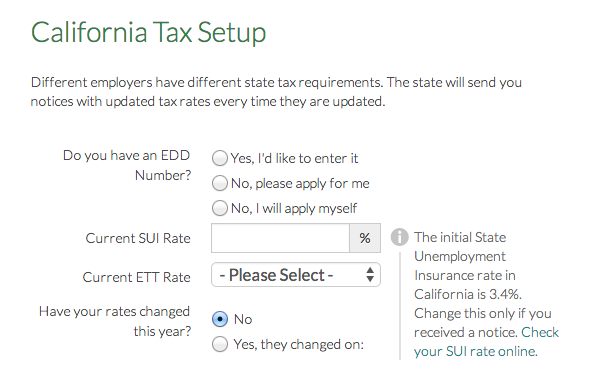 California Tax Setup
Different employers have different state tax requirements. The state will send you
notices with updated tax rates every time they are updated.
Do you have an EDD
Number?
Yes, I'd like to enter it
No, please apply for me
No, I will apply myself
Current SUI Rate
%
Current ETT Rate
- Please Select -
Have your rates changed
this year?
No
Yes, they changed on:
The initial State
Unemployment
Insurance rate in
California is 3.4%.
Change this only if you
received a notice. Check
your SUI rate online.